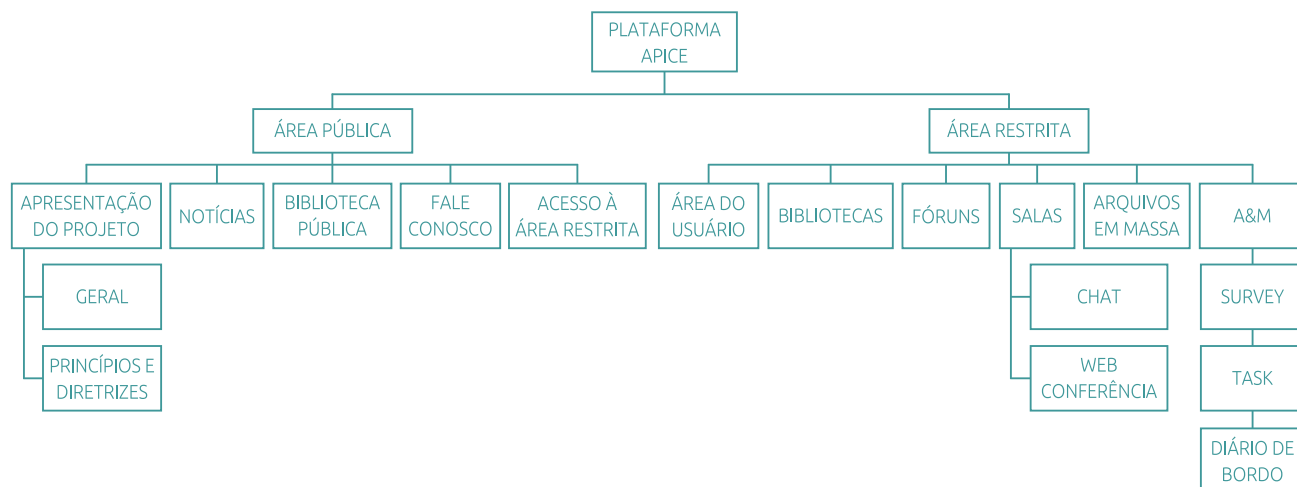 PLATAFORMA
APICE
ÁREA PÚBLICA
ÁREA RESTRITA
APRESENTAÇÃO
DO PROJETO
NOTÍCIAS
BIBLIOTECA
PÚBLICA
FALE
CONOSCO
ACESSO À
ÁREA RESTRITA
ÁREA DO
USUÁRIO
BIBLIOTECAS
FÓRUNS
SALAS
ARQUIVOS
EM MASSA
A&M
GERAL
CHAT
SURVEY
PRINCÍPIOS E
DIRETRIZES
WEB
CONFERÊNCIA
TASK
DIÁRIO DE
BORDO